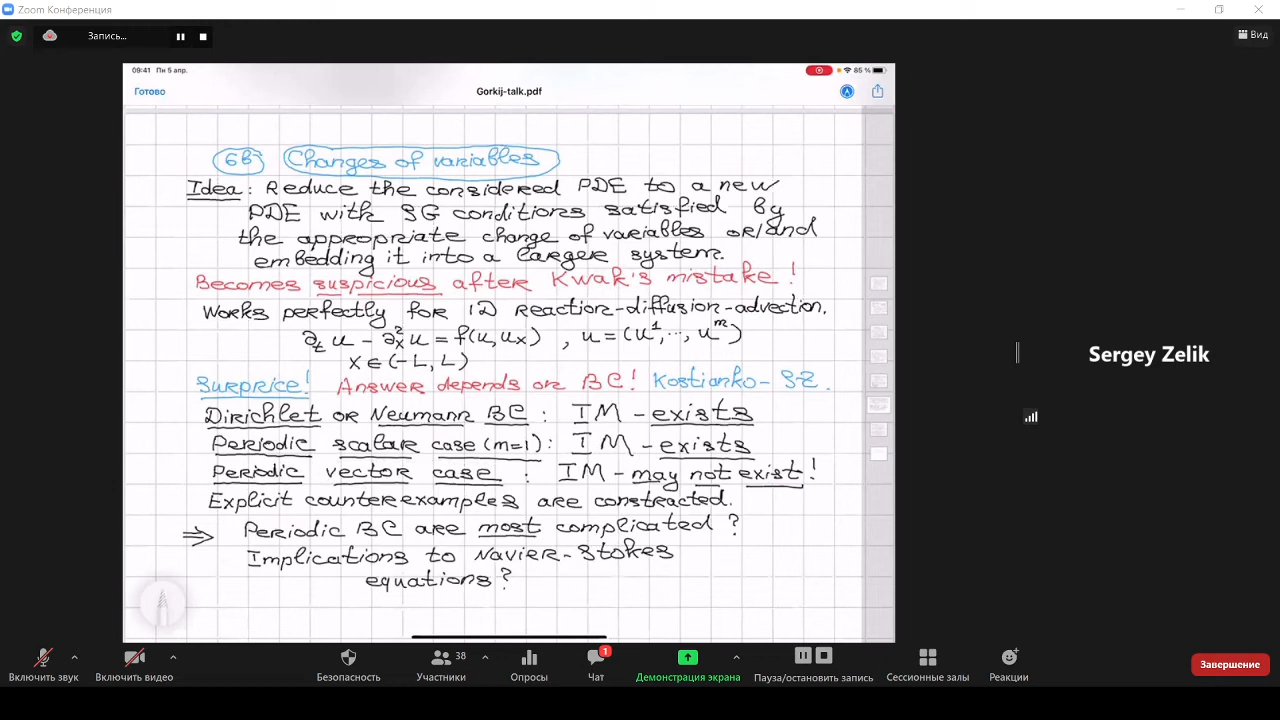 Zoom Конференция
Запись...
Вид
09:41 Пн 5 апр.
85 %
Готово
Gorkij-talk.pdf
6b) Changes of variables
Idea: Reduce the considered PDE to a new
PDE with SG conditions satisfied by
the appropriate change of variables or/and
embedding it into a larger system.
Becomes suspicious after Kwak's mistake!
Works perfectly for 1D Reaction-diffusion-advection.
∂ₜu - ∂ₓ²u = f(u, uₓ), u = (u¹, ..., uᵐ)
x ∈ (-L, L)
Surprice! Answer depends on BC! Kostianko-SZ.
Dirichlet or Neumann BC: IM - exists
Periodic scalar case (m=1): IM - exists
Periodic vector case: IM - may not exist!
Explicit counterexamples are constracted.
⇒ Periodic BC are most complicated?
Implications to Navier-Stokes
equations?
Sergey Zelik
Включить звук
Включить видео
Безопасность
38
Участники
Опросы
1
Чат
Демонстрация экрана
Пауза/остановить запись
Сессионные залы
Реакции
Завершение